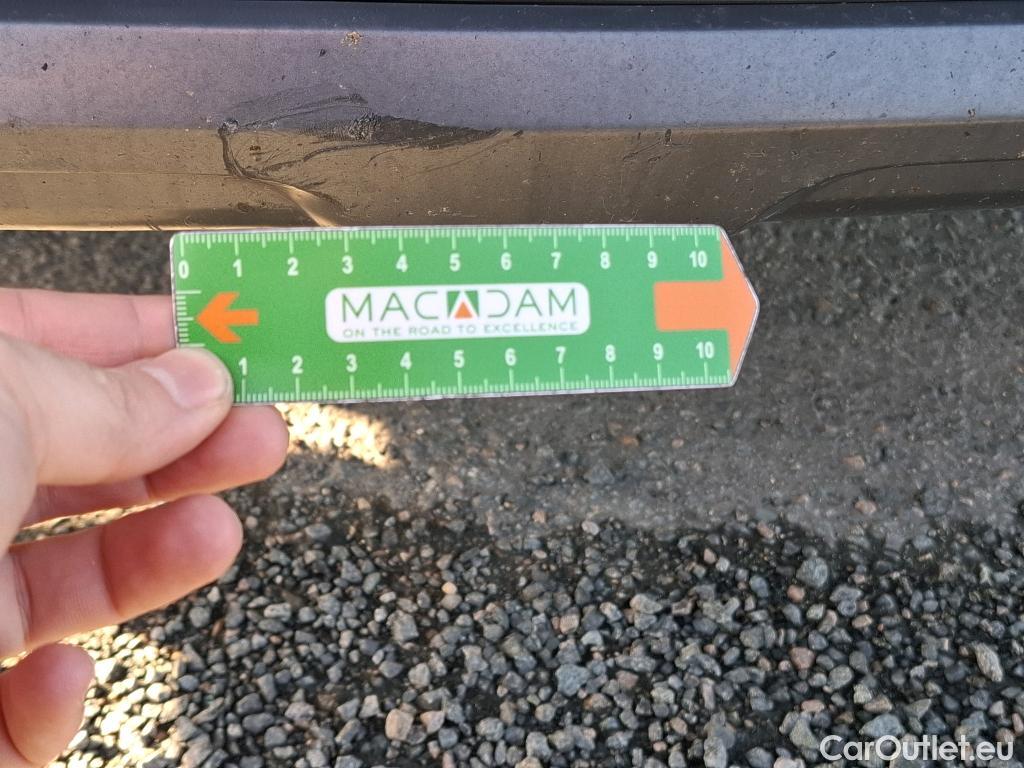 0 1 2 3 4 5 6 7 8 9 10
MACADAM
ON THE ROAD TO EXCELLENCE
1 2 3 4 5 6 7 8 9 10
CarOutlet.eu